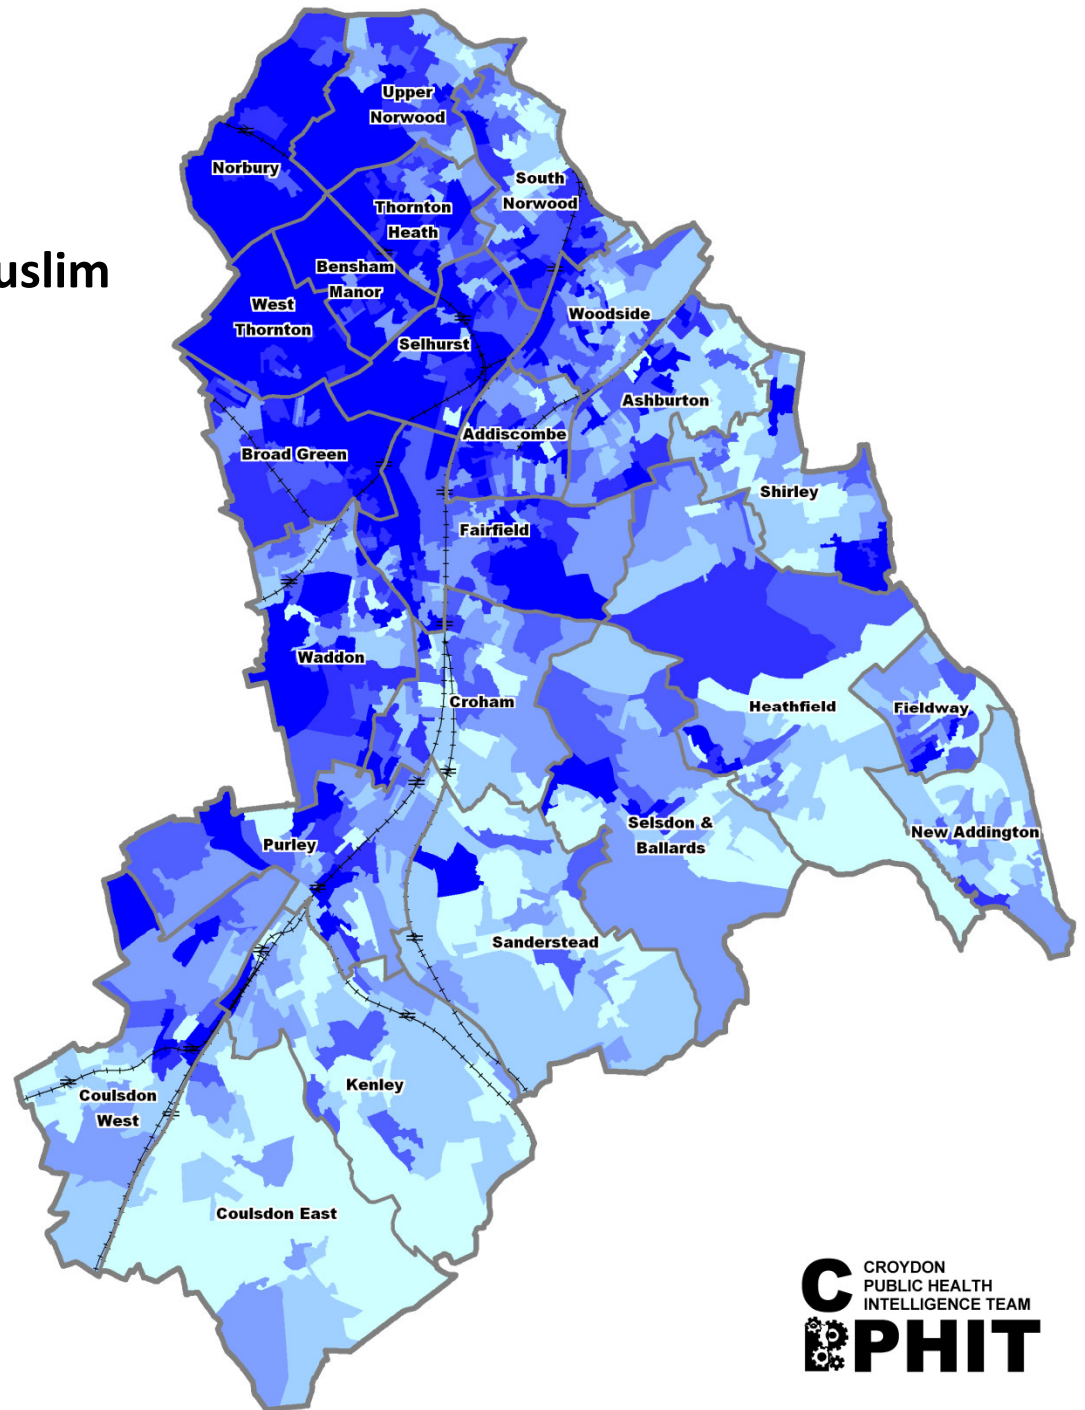 uslim
Upper
Norwood
Norbury
South
Norwood
Thornton
Heath
Bensham
Manor
West
Thornton
Woodside
Selhurst
Ashburton
Addiscombe
Broad Green
Shirley
Fairfield
Waddon
Croham
Heathfield
Fieldway
Selsdon &
Ballards
New Addington
Purley
Sanderstead
Kenley
Coulsdon
West
Coulsdon East
C CROYDON
PUBLIC HEALTH
INTELLIGENCE TEAM
PHIT